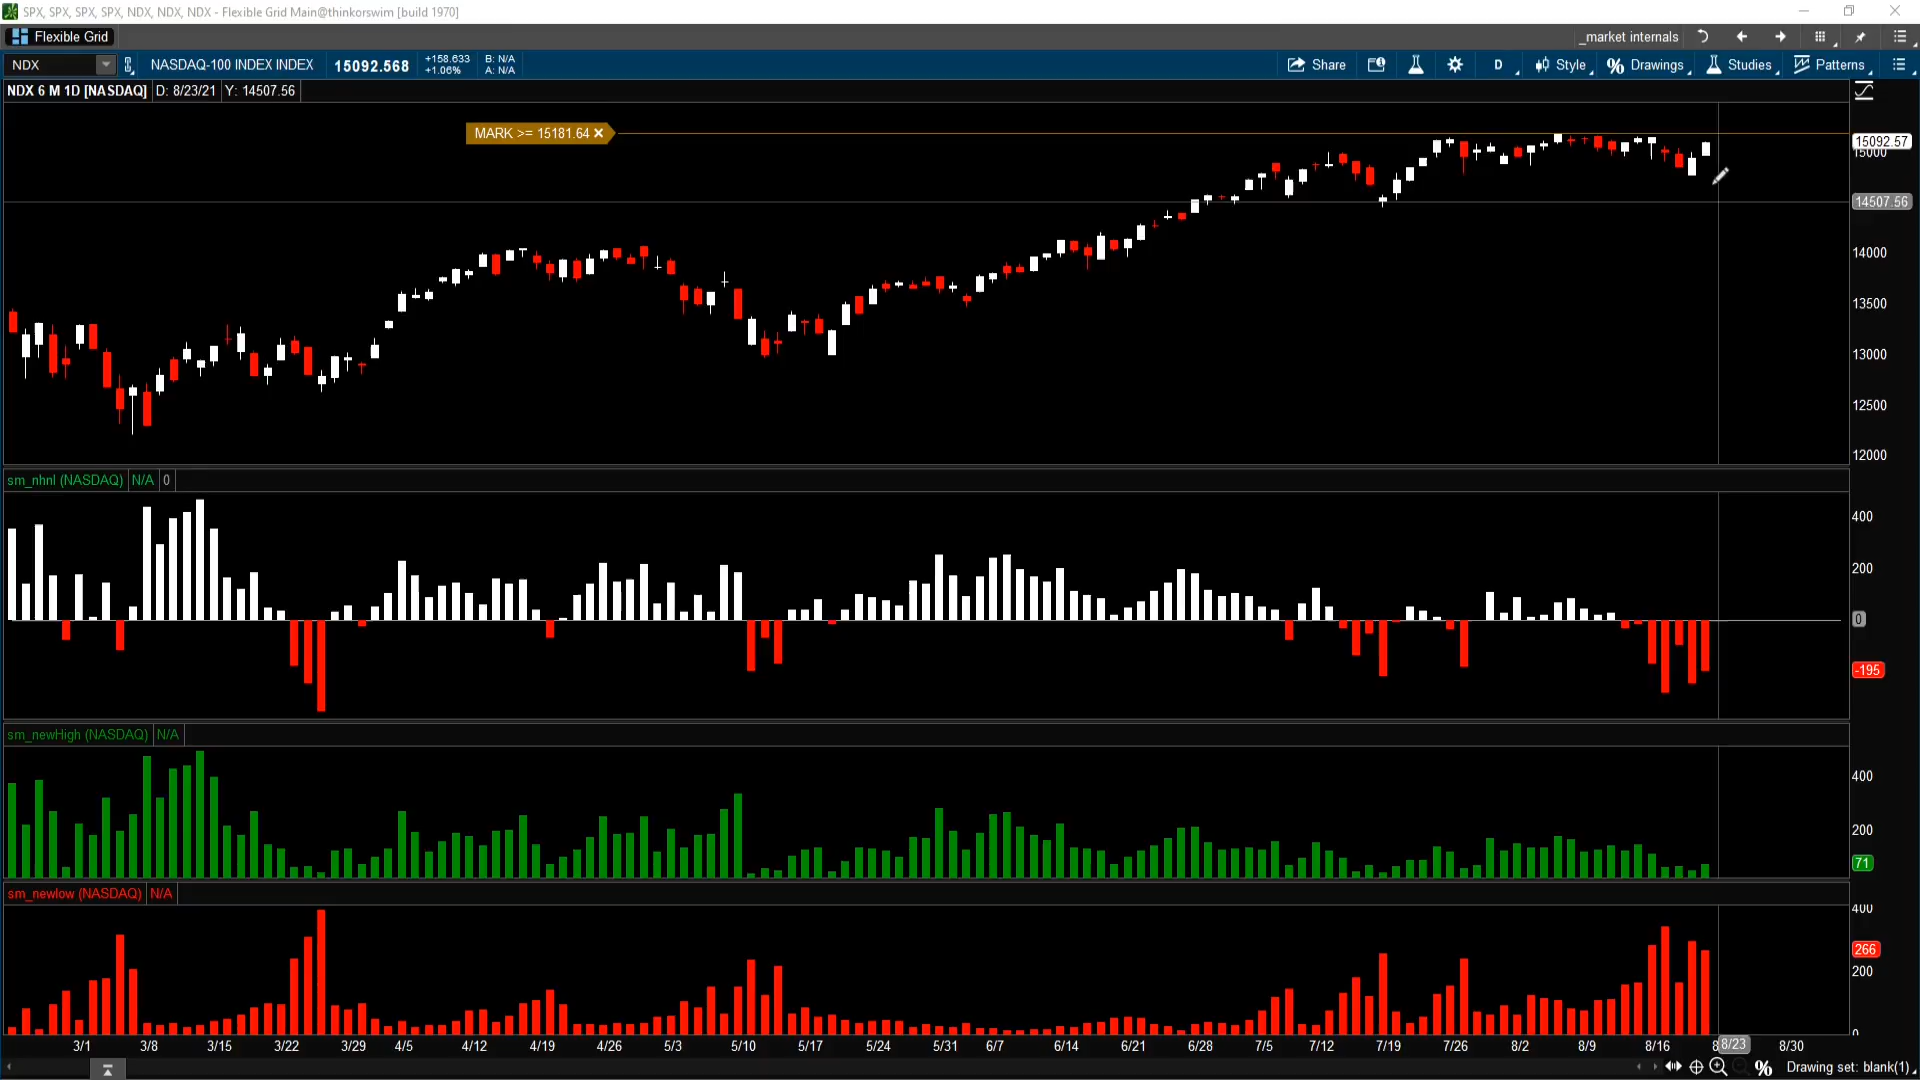 SPX, SPX, SPX, SPX, NDX, NDX, NDX - Flexible Grid Main@thinkorswim [build 1970]
Flexible Grid
_market internals
NDX
NASDAQ-100 INDEX INDEX
15092.568
+158.633
+1.06%
B: N/A
A: N/A
Share
D
Style
Drawings
Studies
Patterns
NDX 6 M 1D [NASDAQ]
D: 8/23/21
Y: 14507.56
MARK >= 15181.64
15092.57
15000
14507.56
14000
13500
13000
12500
12000
sm_nhnl (NASDAQ)
N/A
0
400
200
0
-195
sm_newHigh (NASDAQ)
N/A
400
200
71
sm_newlow (NASDAQ)
N/A
400
266
200
0
3/1 3/8 3/15 3/22 3/29 4/5 4/12 4/19 4/26 5/3 5/10 5/17 5/24 5/31 6/7 6/14 6/21 6/28 7/5 7/12 7/19 7/26 8/2 8/9 8/16 8/23 8/30
Drawing set: blank(1)